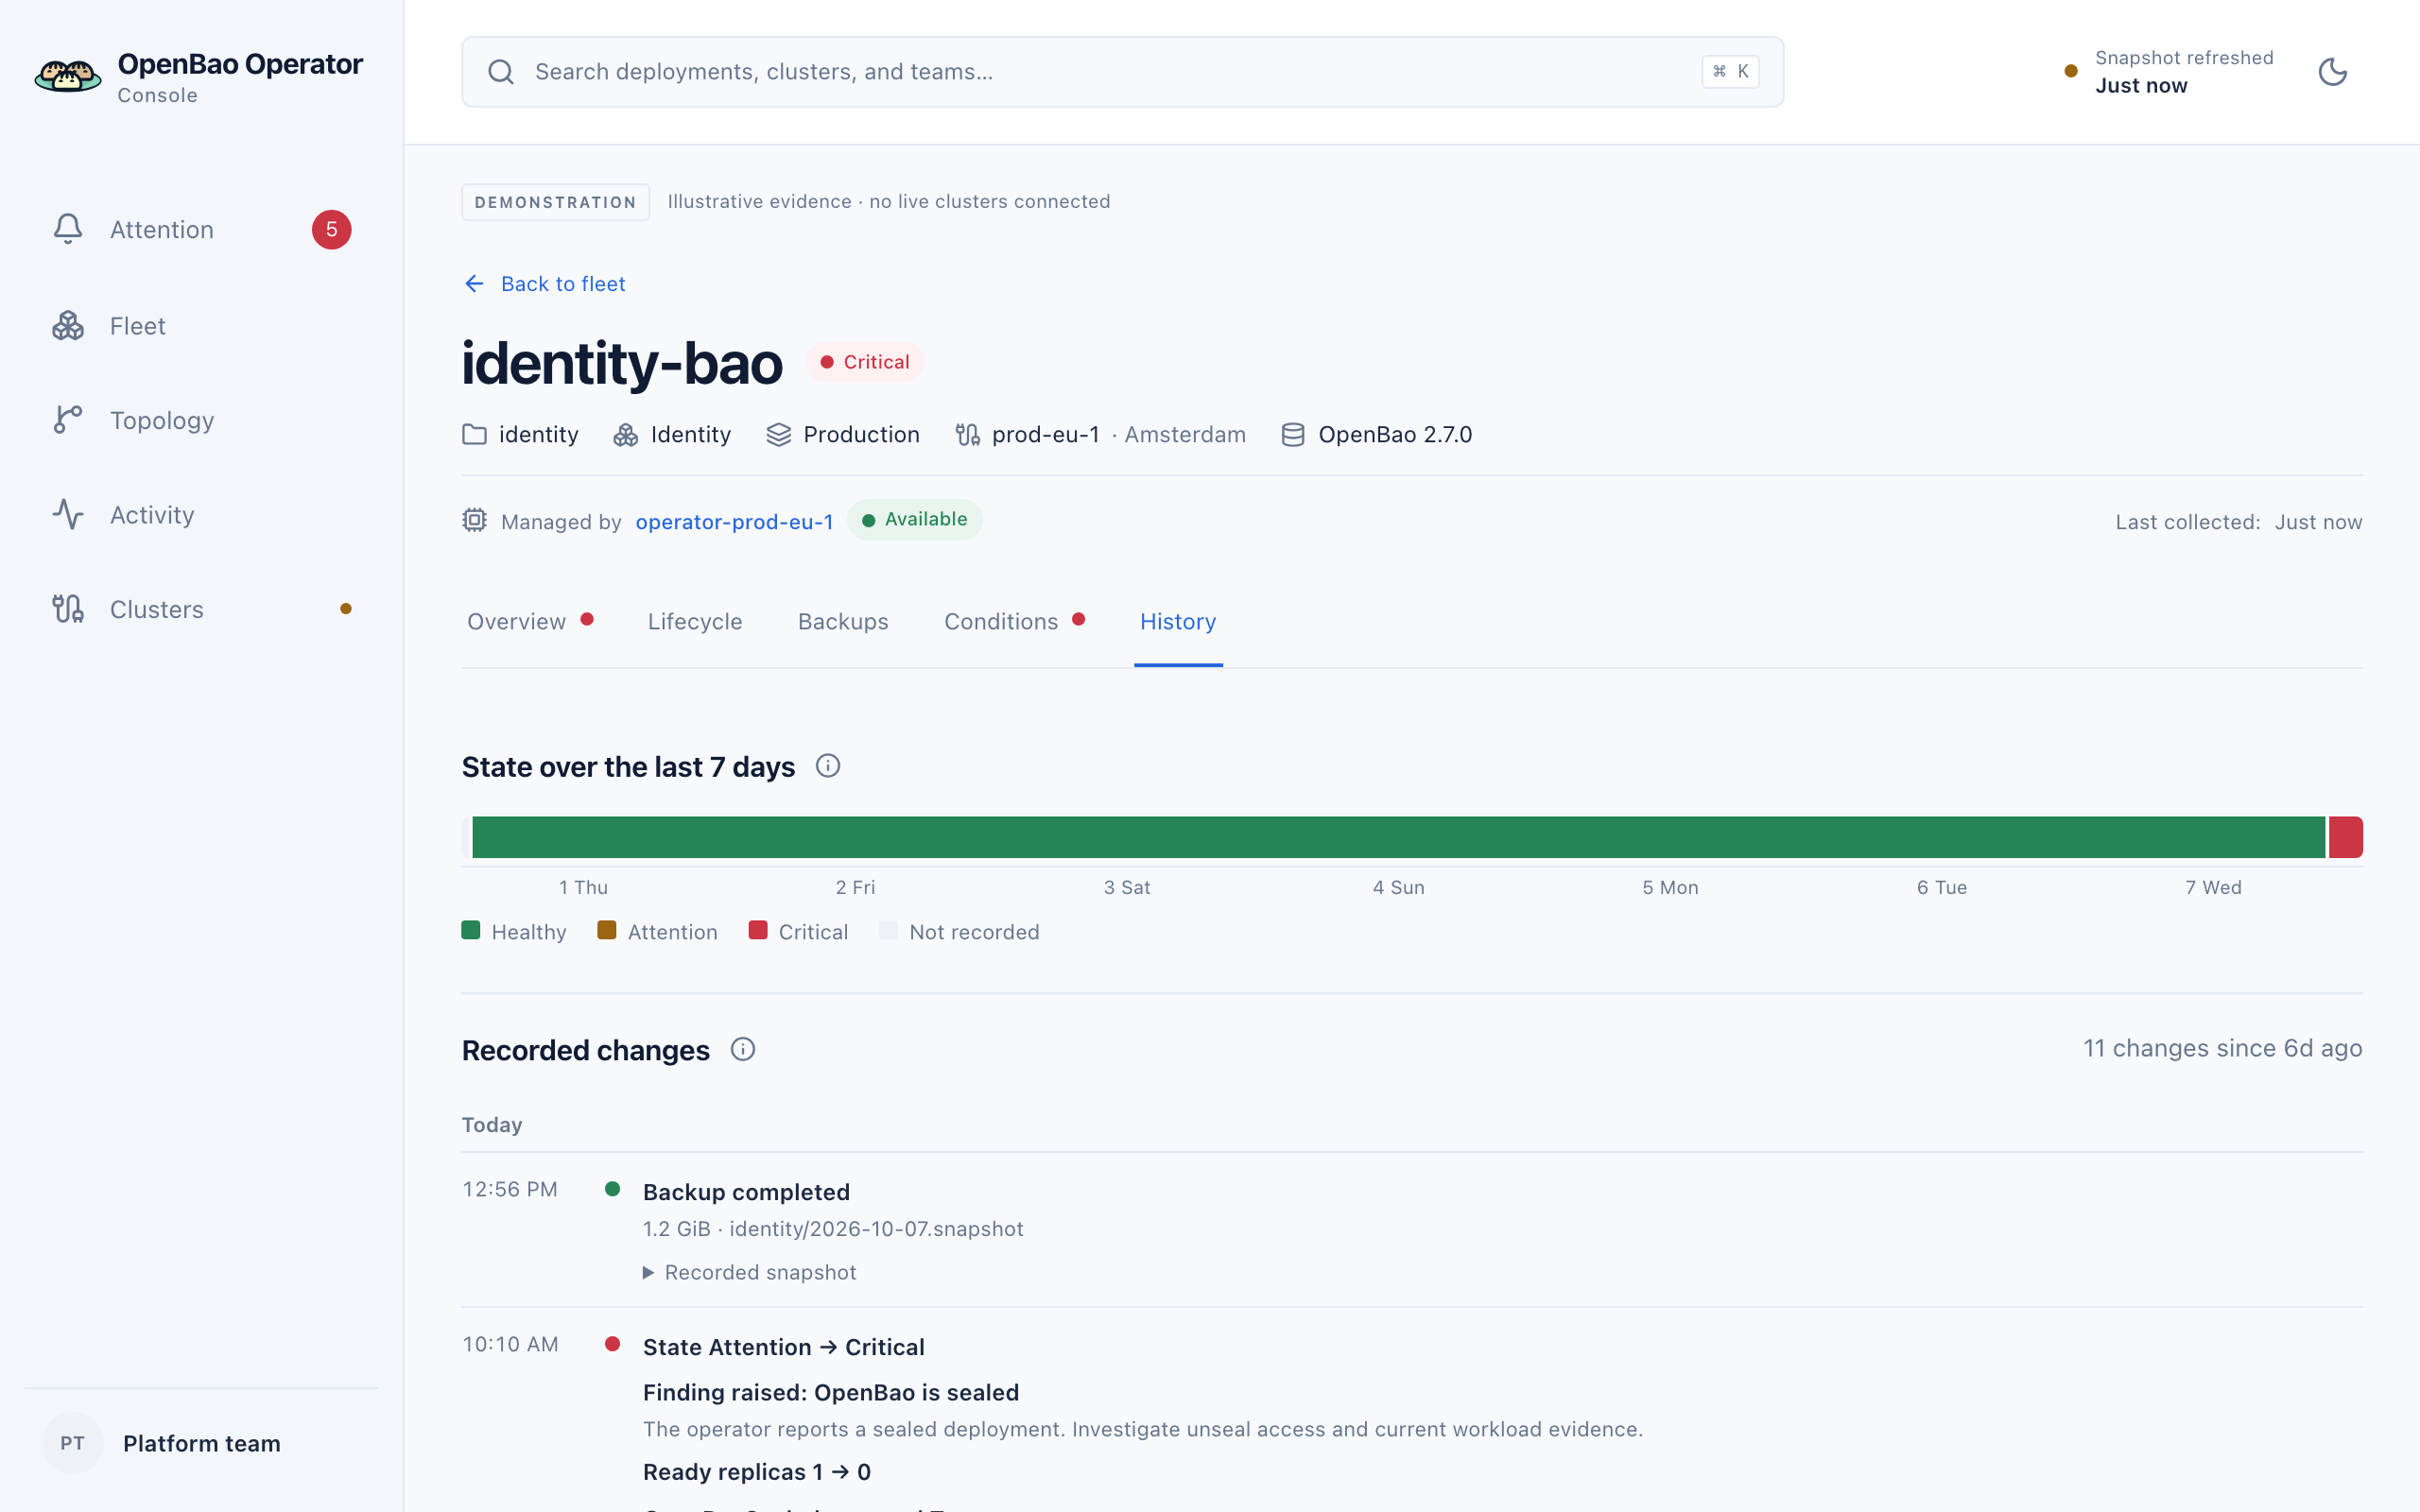 OpenBao Operator
Console
Search deployments, clusters, and teams...
⌘ K
Snapshot refreshed
Just now
Attention
5
Fleet
Topology
Activity
Clusters
PT
Platform team
DEMONSTRATION
Illustrative evidence · no live clusters connected
Back to fleet
identity-bao
Critical
identity
Identity
Production
prod-eu-1 · Amsterdam
OpenBao 2.7.0
Managed by operator-prod-eu-1
Available
Last collected: Just now
Overview
Lifecycle
Backups
Conditions
History
State over the last 7 days
1 Thu
2 Fri
3 Sat
4 Sun
5 Mon
6 Tue
7 Wed
Healthy
Attention
Critical
Not recorded
Recorded changes
11 changes since 6d ago
Today
12:56 PM
Backup completed
1.2 GiB · identity/2026-10-07.snapshot
Recorded snapshot
10:10 AM
State Attention → Critical
Finding raised: OpenBao is sealed
The operator reports a sealed deployment. Investigate unseal access and current workload evidence.
Ready replicas 1 → 0